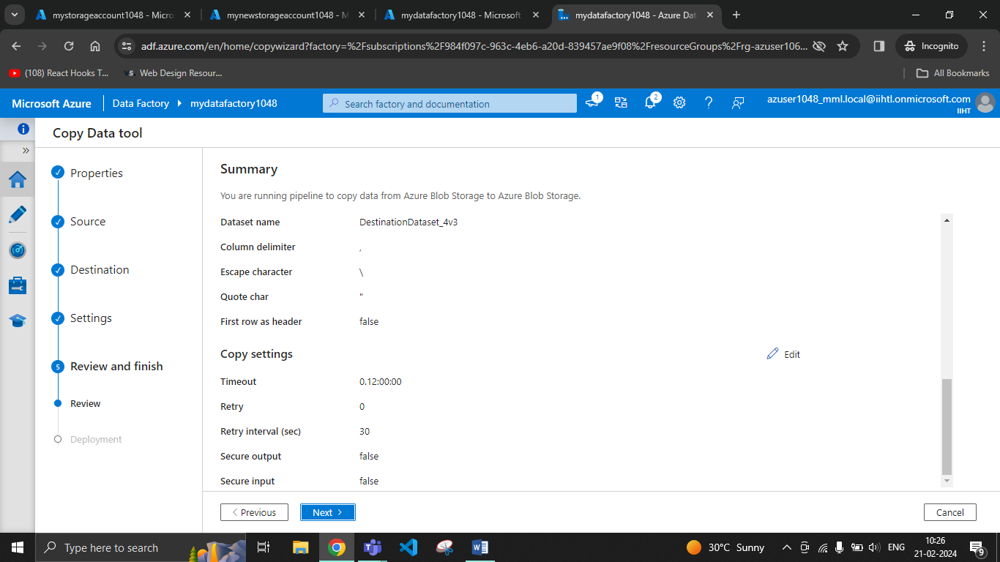 mystorageaccount1048 - Micro
mynewstorageaccount1048 - M
mydatafactory1048 - Microsoft
mydatafactory1048 - Azure Dat
adf.azure.com/en/home/copywizard?factory=%2Fsubscriptions%2F984f097c-963c-4eb6-a20d-839457ae9f08%2FresourceGroups%2Frg-azuser106...
Incognito
(108) React Hooks T...
VS.
Web Design Resour...
All Bookmarks
Microsoft Azure
Data Factory
mydatafactory1048
Search factory and documentation
1
2
azuser1048_mml.local@iihtl.onmicrosoft.com
IIHT
Copy Data tool
Properties
Source
Destination
Settings
5
Review and finish
Review
Deployment
Summary
You are running pipeline to copy data from Azure Blob Storage to Azure Blob Storage.
Dataset name DestinationDataset_4v3
Column delimiter ,
Escape character \
Quote char "
First row as header false
Copy settings
Edit
Timeout 0.12:00:00
Retry 0
Retry interval (sec) 30
Secure output false
Secure input false
< Previous
Next >
Cancel
Type here to search
30°C Sunny
ENG
10:26
21-02-2024
9